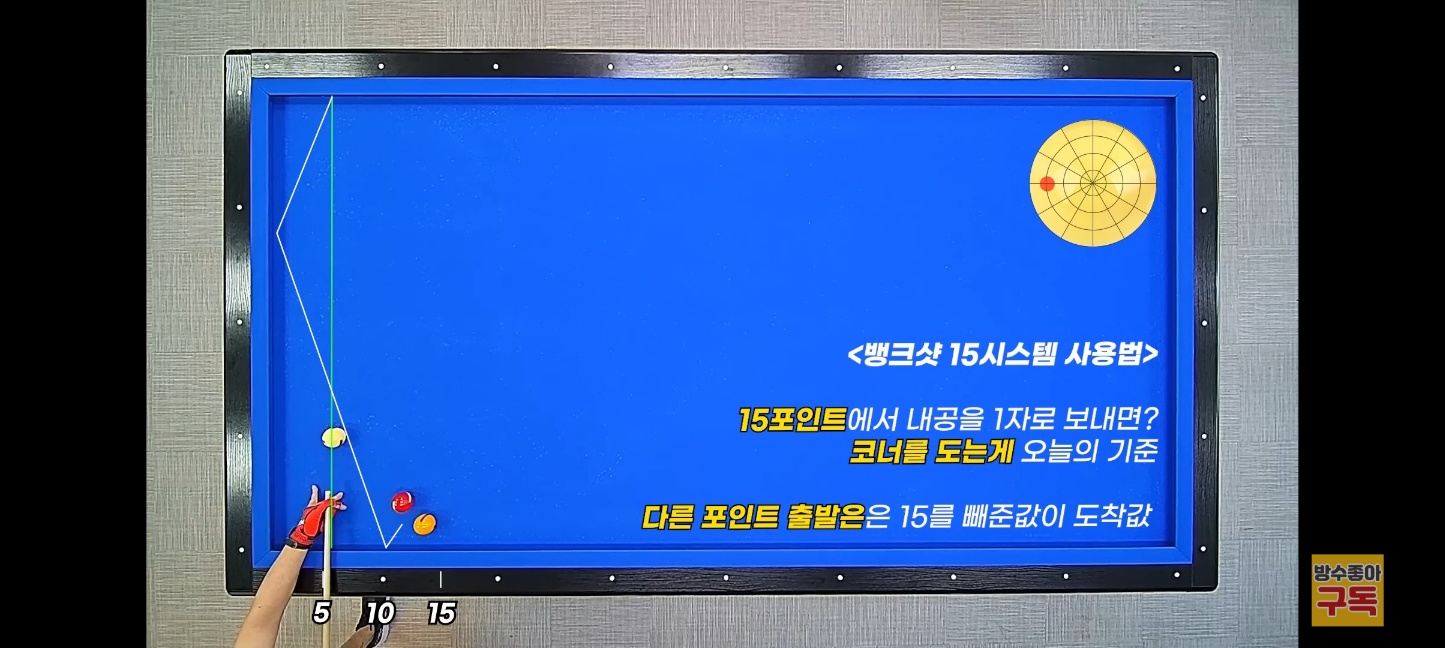 <뱅크샷 15시스템 사용법>
15포인트에서 내공을 1자로 보내면?
코너를 도는게 오늘의 기준
다른 포인트 출발은은 15를 빼준값이 도착값
5 10 15
방수좋아
구독